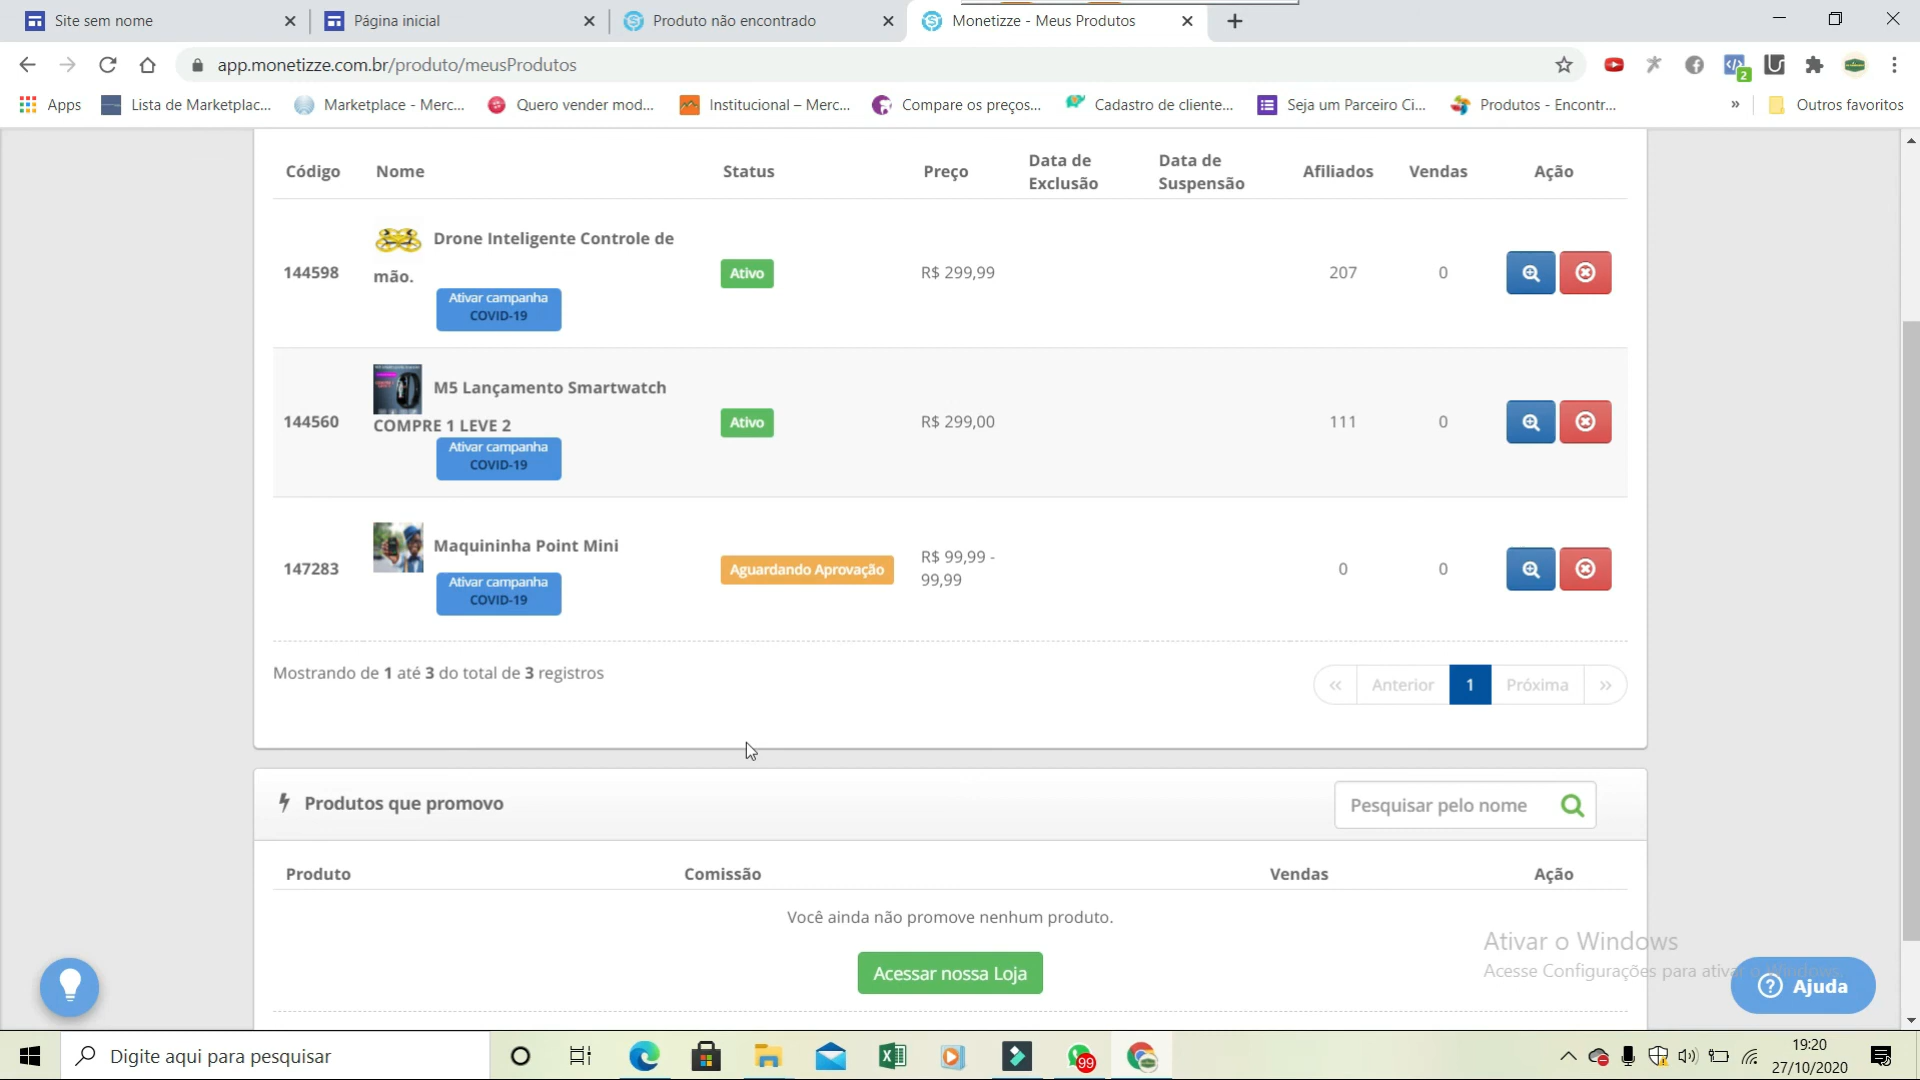 Site sem nome
Página inicial
Produto não encontrado
Monetizze - Meus Produtos
app.monetizze.com.br/produto/meusProdutos
2
Apps
Lista de Marketplac...
Marketplace - Merc...
Quero vender mod...
Institucional – Merc...
Compare os preços...
Cadastro de cliente...
Seja um Parceiro Ci...
Produtos - Encontr...
»
Outros favoritos
Código Nome Status Preço Data de Exclusão Data de Suspensão Afiliados Vendas Ação
144598 Drone Inteligente Controle de mão. Ativo R$ 299,99 207 0
Ativar campanha
COVID-19
144560 M5 Lançamento Smartwatch COMPRE 1 LEVE 2 Ativo R$ 299,00 111 0
Ativar campanha
COVID-19
147283 Maquininha Point Mini Aguardando Aprovação R$ 99,99 - 99,99 0 0
Ativar campanha
COVID-19
Mostrando de 1 até 3 do total de 3 registros
« Anterior 1 Próxima »
Produtos que promovo
Pesquisar pelo nome
Produto Comissão Vendas Ação
Você ainda não promove nenhum produto.
Acessar nossa Loja
Ativar o Windows
Acesse Configurações para ativar o Windows.
Ajuda
Digite aqui para pesquisar
99
19:20
27/10/2020